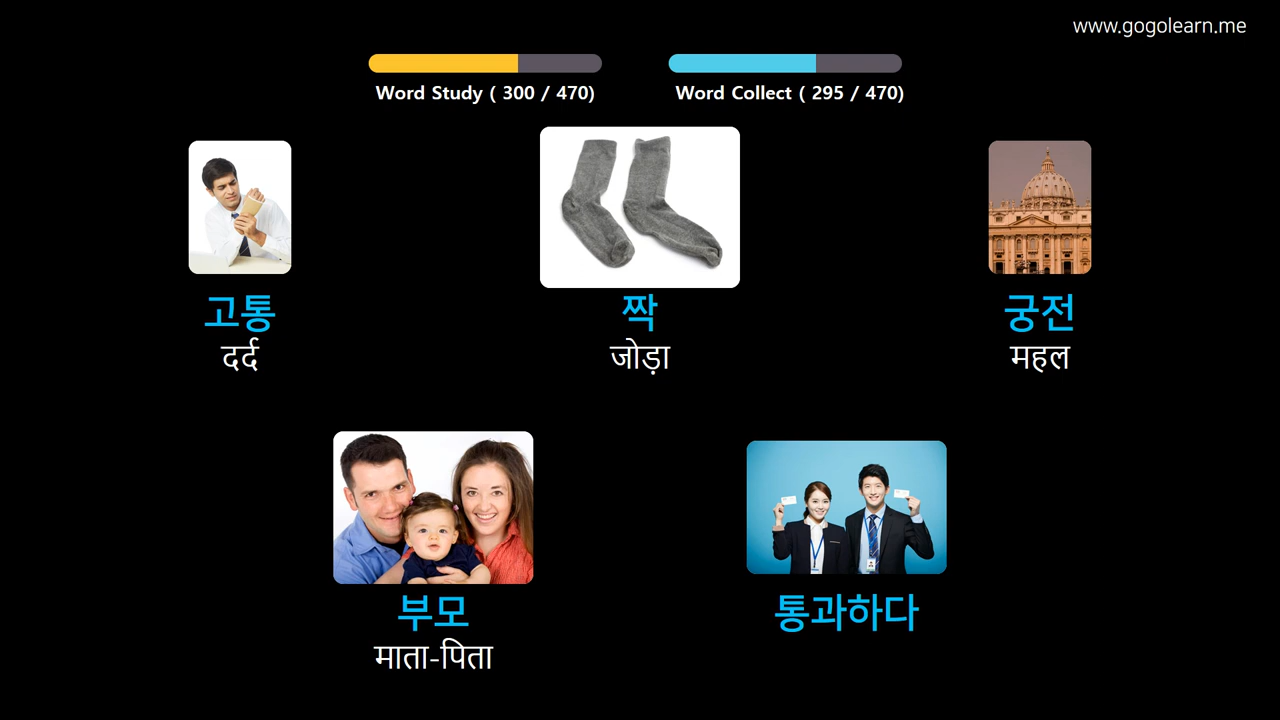 www.gogolearn.me
Word Study ( 300 / 470)
Word Collect ( 295 / 470)
고통
दर्द
짝
जोड़ा
궁전
महल
부모
माता-पिता
통과하다